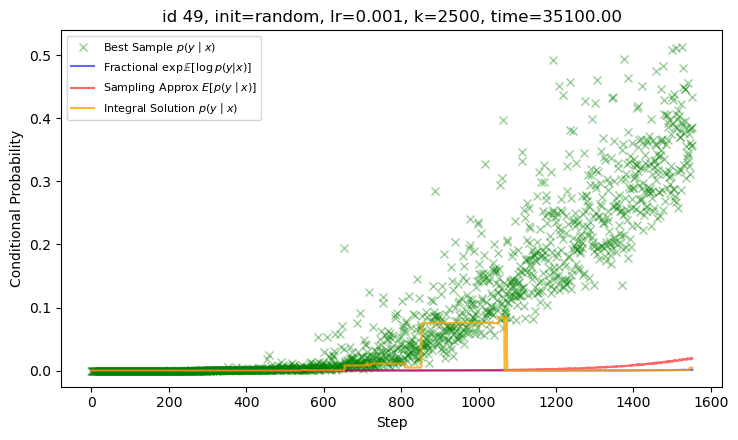 id 49, init=random, lr=0.001, k=2500, time=35100.00
Best Sample p(y | x)
Fractional exp𝔼[log p(y|x)]
Sampling Approx E[p(y | x)]
Integral Solution p(y | x)
Conditional Probability
0.5
0.4
0.3
0.2
0.1
0.0
0 200 400 600 800 1000 1200 1400 1600
Step